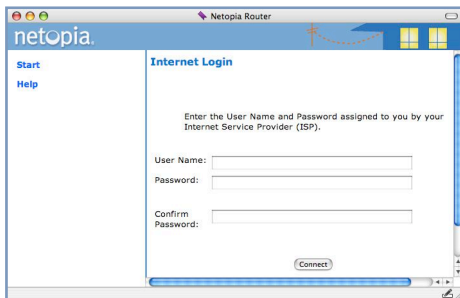 Netopia Router
netopia.
Start
Help
Internet Login
Enter the User Name and Password assigned to you by your
Internet Service Provider (ISP).
User Name:
Password:
Confirm
Password:
Connect